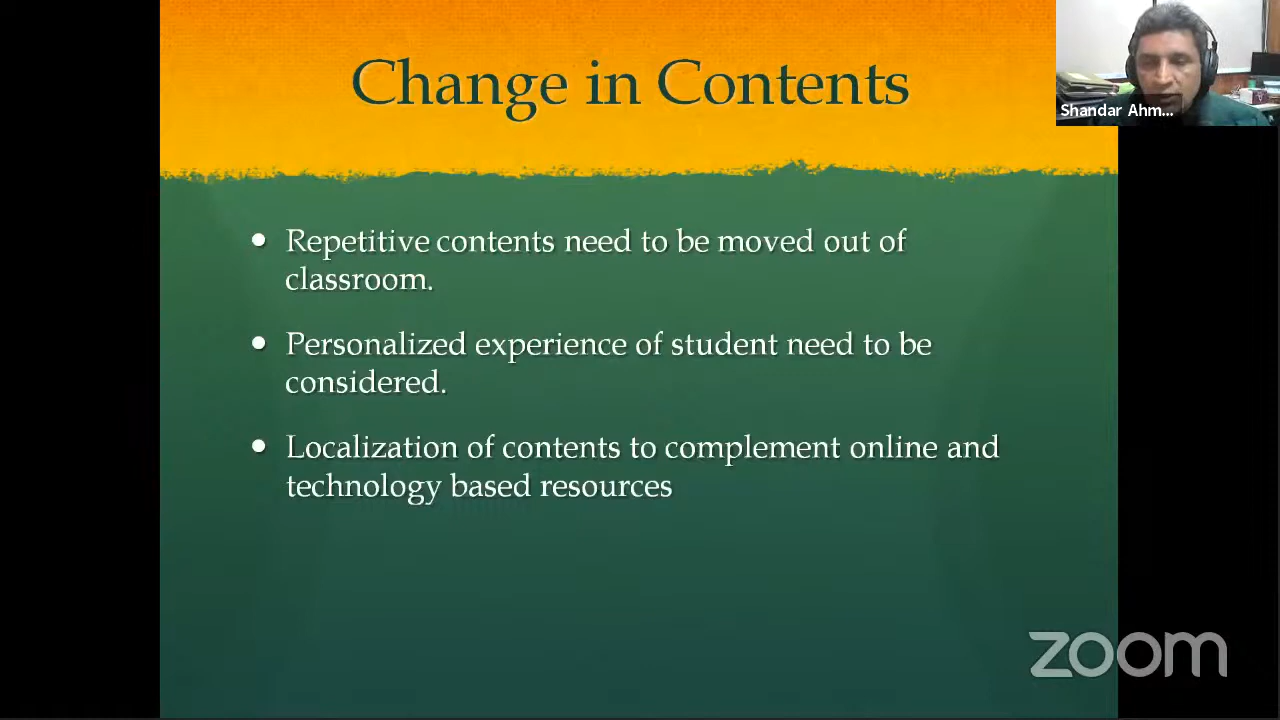 Change in Contents
Shandar Ahm...
• Repetitive contents need to be moved out of
classroom.
• Personalized experience of student need to be
considered.
• Localization of contents to complement online and
technology based resources
zoom